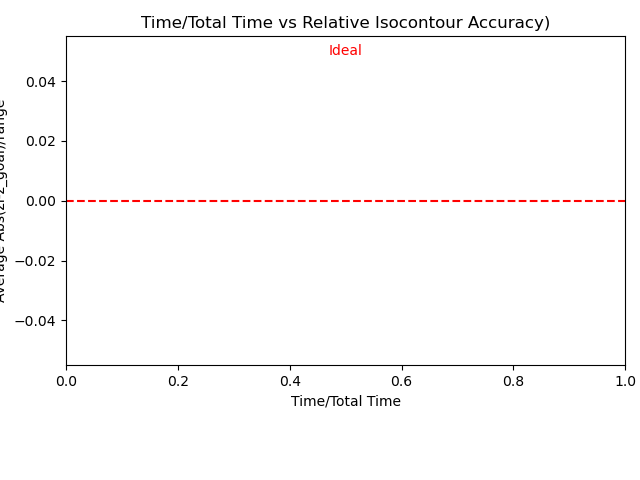 Time/Total Time vs Relative Isocontour Accuracy)
Ideal
0.04
0.02
0.00
−0.02
−0.04
Average Abs(zi-z_goal)/range
0.0 0.2 0.4 0.6 0.8 1.0
Time/Total Time